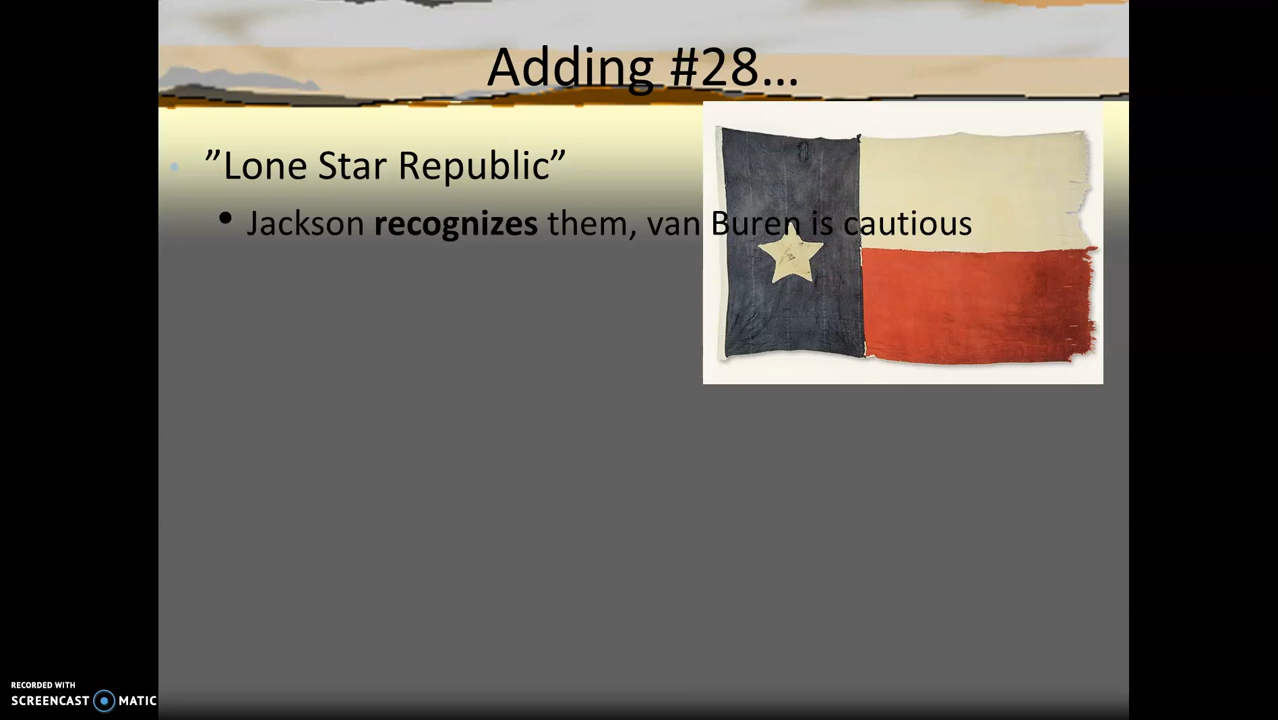 Adding #28...
”Lone Star Republic”
Jackson recognizes them, van Buren is cautious
RECORDED WITH
SCREENCAST MATIC